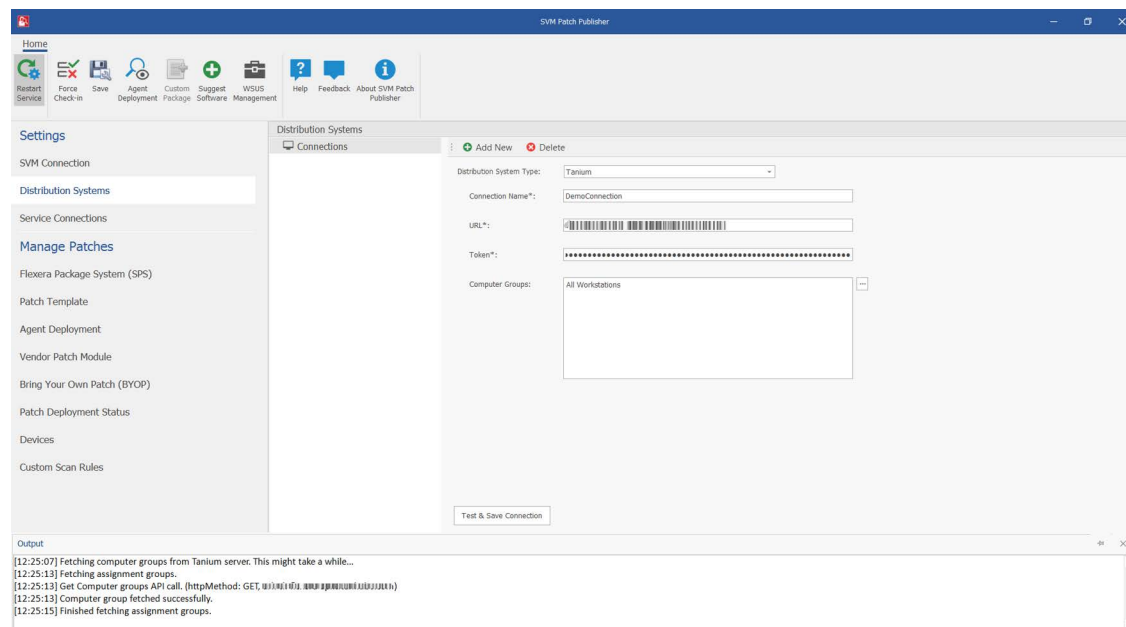 SVM Patch Publisher
Home
Restart Service
Force Check-in
Save
Agent Deployment
Custom Package
Suggest Software
WSUS Management
Help
Feedback
About SVM Patch Publisher
Settings
SVM Connection
Distribution Systems
Service Connections
Manage Patches
Flexera Package System (SPS)
Patch Template
Agent Deployment
Vendor Patch Module
Bring Your Own Patch (BYOP)
Patch Deployment Status
Devices
Custom Scan Rules
Distribution Systems
Connections
Add New
Delete
Distribution System Type: Tanium
Connection Name*: DemoConnection
URL*:
Token*:
Computer Groups: All Workstations
...
Test & Save Connection
Output
[12:25:07] Fetching computer groups from Tanium server. This might take a while...
[12:25:13] Fetching assignment groups.
[12:25:13] Get Computer groups API call. (httpMethod: GET, )
[12:25:13] Computer group fetched successfully.
[12:25:15] Finished fetching assignment groups.